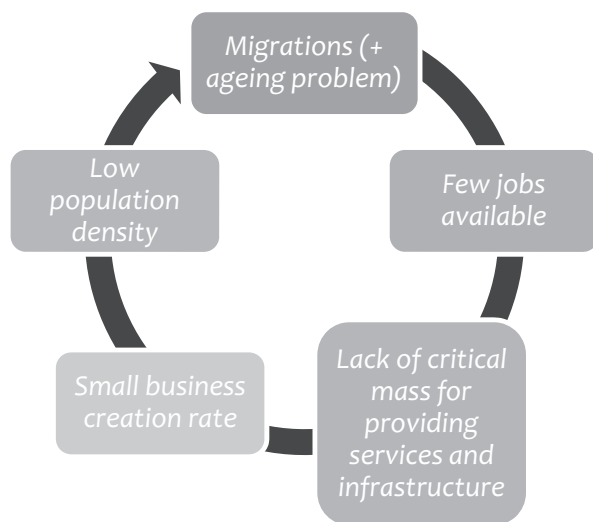 Migrations (+
ageing problem)
Few jobs
available
Lack of critical
mass for
providing
services and
infrastructure
Small business
creation rate
Low
population
density